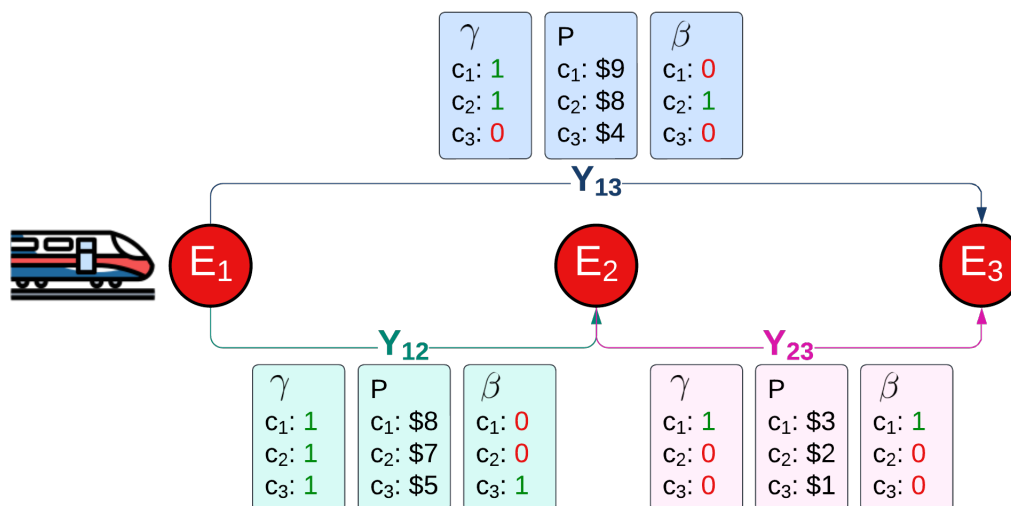 γ P β
c₁: 1 c₁: $9 c₁: 0
c₂: 1 c₂: $8 c₂: 1
c₃: 0 c₃: $4 c₃: 0
Y₁₃
E₁ E₂ E₃
Y₁₂ Y₂₃
γ P β γ P β
c₁: 1 c₁: $8 c₁: 0 c₁: 1 c₁: $3 c₁: 1
c₂: 1 c₂: $7 c₂: 0 c₂: 0 c₂: $2 c₂: 0
c₃: 1 c₃: $5 c₃: 1 c₃: 0 c₃: $1 c₃: 0